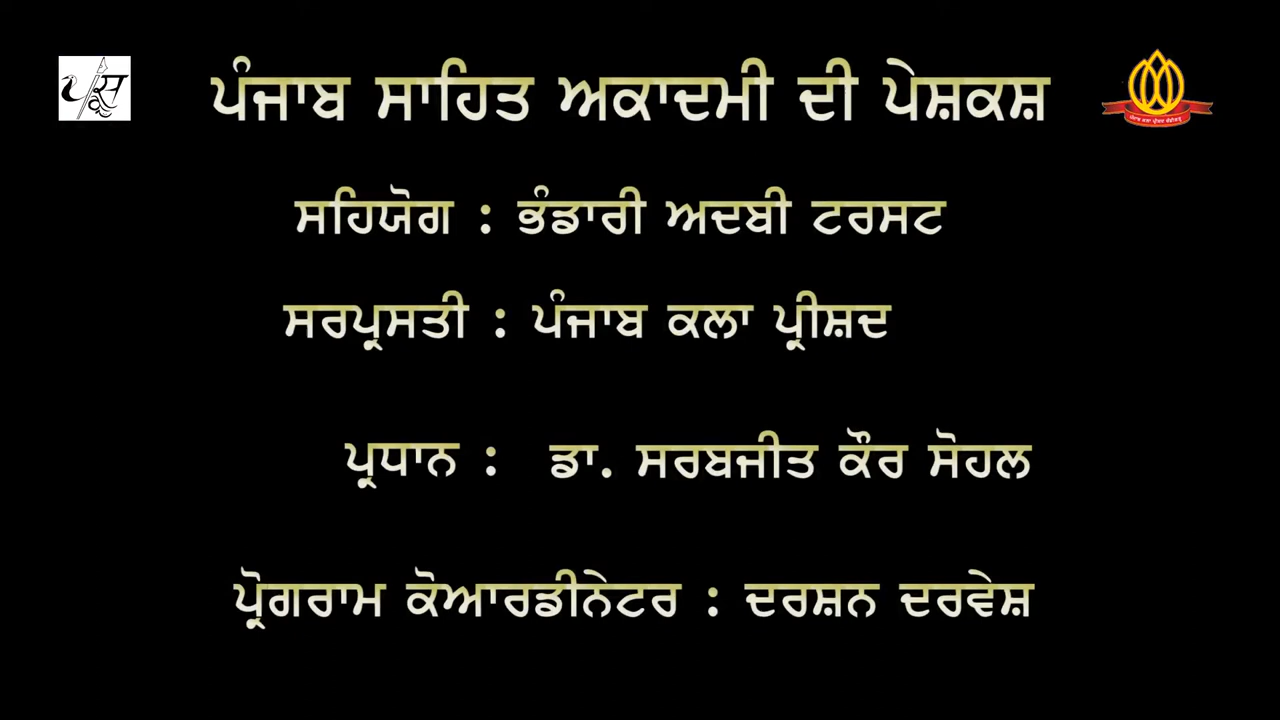 ਪੰਜਾਬ ਸਾਹਿਤ ਅਕਾਦਮੀ ਦੀ ਪੇਸ਼ਕਸ਼
ਸਹਿਯੋਗ : ਭੰਡਾਰੀ ਅਦਬੀ ਟਰਸਟ
ਸਰਪ੍ਰਸਤੀ : ਪੰਜਾਬ ਕਲਾ ਪ੍ਰੀਸ਼ਦ
ਪ੍ਰਧਾਨ : ਡਾ. ਸਰਬਜੀਤ ਕੌਰ ਸੋਹਲ
ਪ੍ਰੋਗਰਾਮ ਕੋਆਰਡੀਨੇਟਰ : ਦਰਸ਼ਨ ਦਰਵੇਸ਼